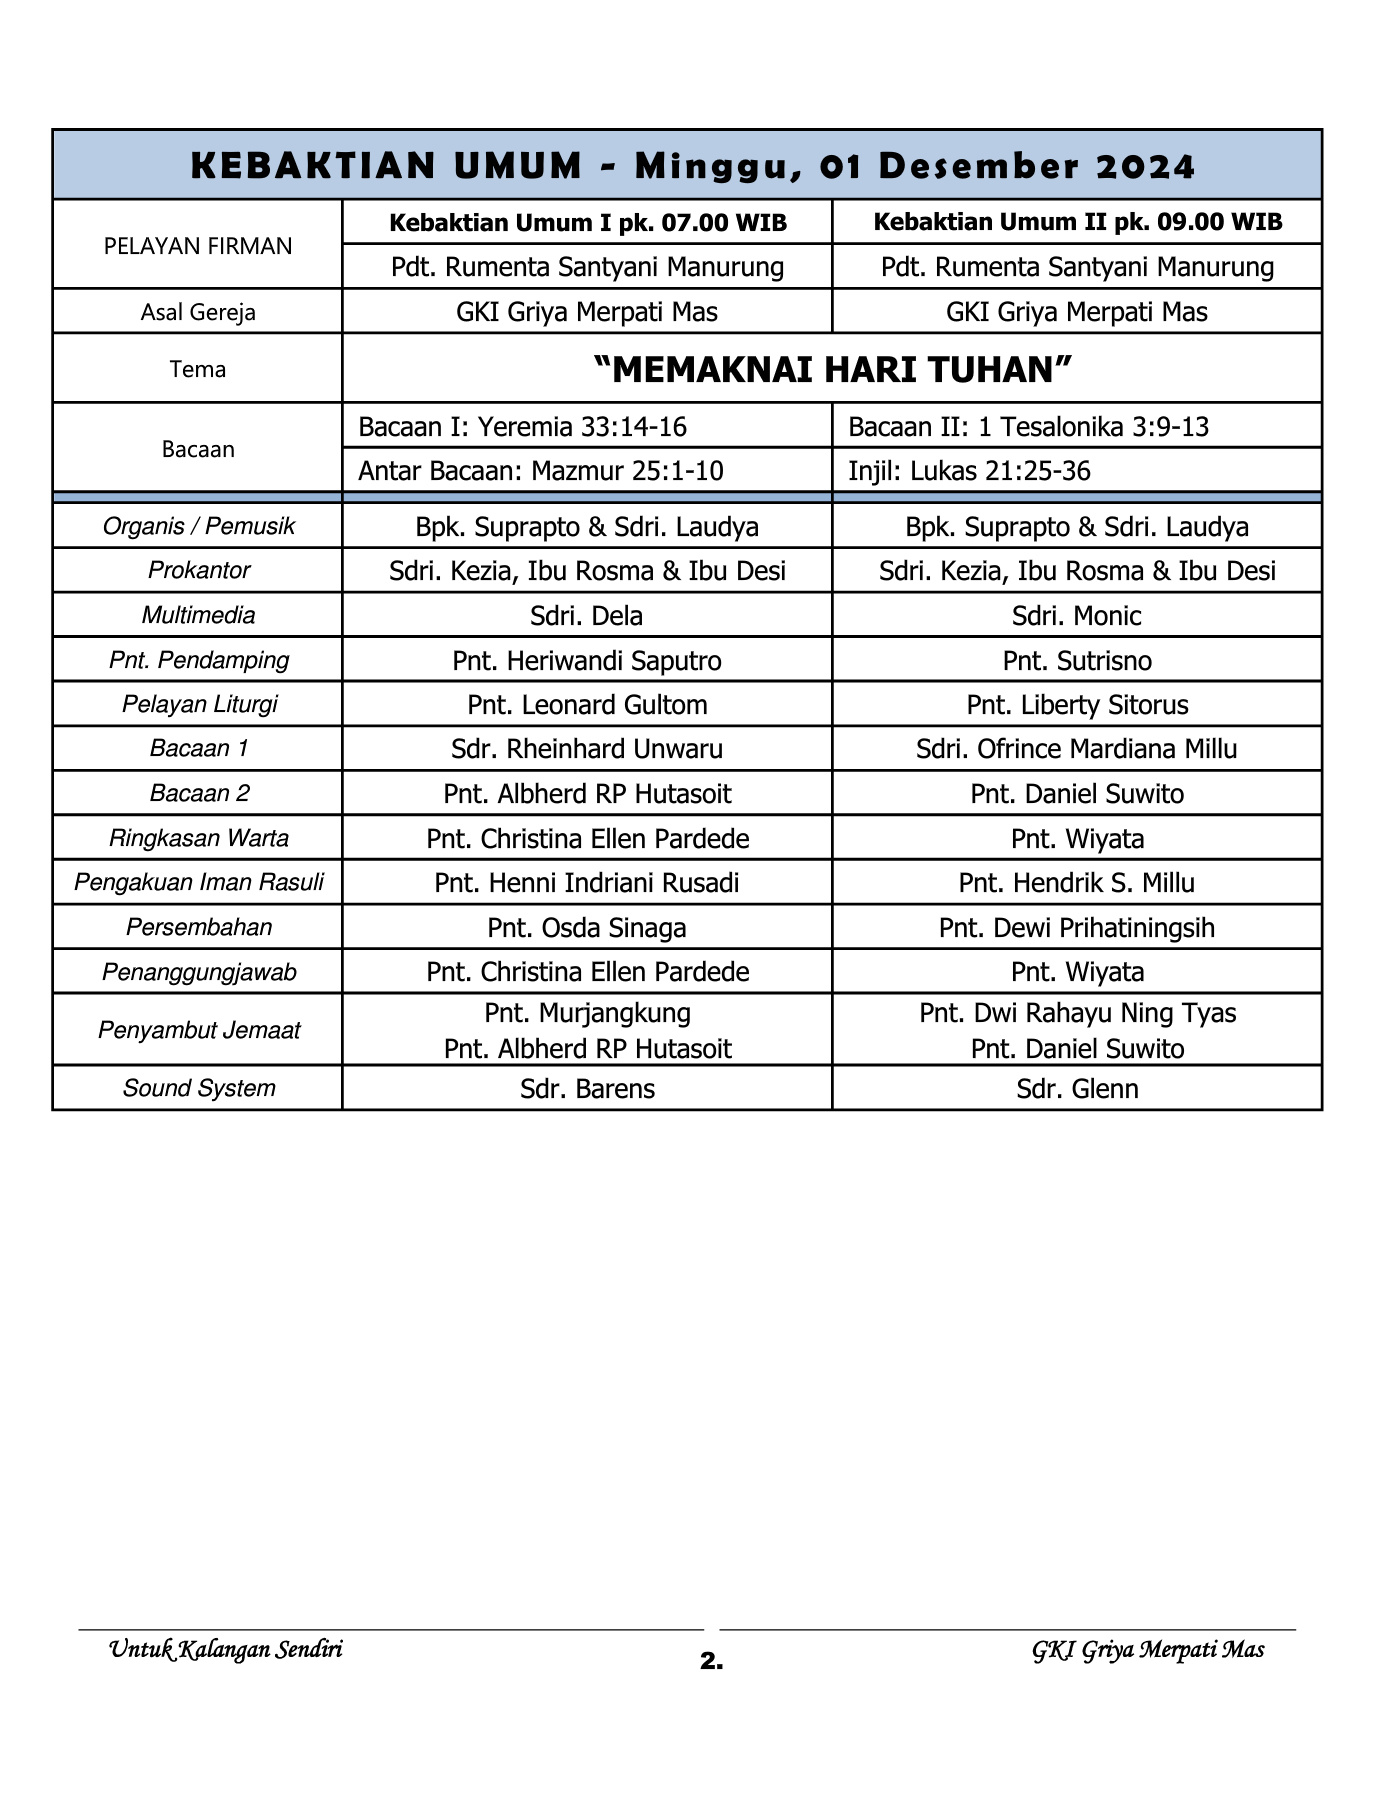 KEBAKTIAN UMUM - Minggu, 01 Desember 2024
PELAYAN FIRMAN
Kebaktian Umum I pk. 07.00 WIB
Kebaktian Umum II pk. 09.00 WIB
Pdt. Rumenta Santyani Manurung
Pdt. Rumenta Santyani Manurung
Asal Gereja
GKI Griya Merpati Mas
GKI Griya Merpati Mas
Tema
“MEMAKNAI HARI TUHAN”
Bacaan
Bacaan I: Yeremia 33:14-16
Bacaan II: 1 Tesalonika 3:9-13
Antar Bacaan: Mazmur 25:1-10
Injil: Lukas 21:25-36
Organis / Pemusik
Bpk. Suprapto & Sdri. Laudya
Bpk. Suprapto & Sdri. Laudya
Prokantor
Sdri. Kezia, Ibu Rosma & Ibu Desi
Sdri. Kezia, Ibu Rosma & Ibu Desi
Multimedia
Sdri. Dela
Sdri. Monic
Pnt. Pendamping
Pnt. Heriwandi Saputro
Pnt. Sutrisno
Pelayan Liturgi
Pnt. Leonard Gultom
Pnt. Liberty Sitorus
Bacaan 1
Sdr. Rheinhard Unwaru
Sdri. Ofrince Mardiana Millu
Bacaan 2
Pnt. Albherd RP Hutasoit
Pnt. Daniel Suwito
Ringkasan Warta
Pnt. Christina Ellen Pardede
Pnt. Wiyata
Pengakuan Iman Rasuli
Pnt. Henni Indriani Rusadi
Pnt. Hendrik S. Millu
Persembahan
Pnt. Osda Sinaga
Pnt. Dewi Prihatiningsih
Penanggungjawab
Pnt. Christina Ellen Pardede
Pnt. Wiyata
Penyambut Jemaat
Pnt. Murjangkung
Pnt. Albherd RP Hutasoit
Pnt. Dwi Rahayu Ning Tyas
Pnt. Daniel Suwito
Sound System
Sdr. Barens
Sdr. Glenn
Untuk Kalangan Sendiri
2.
GKI Griya Merpati Mas